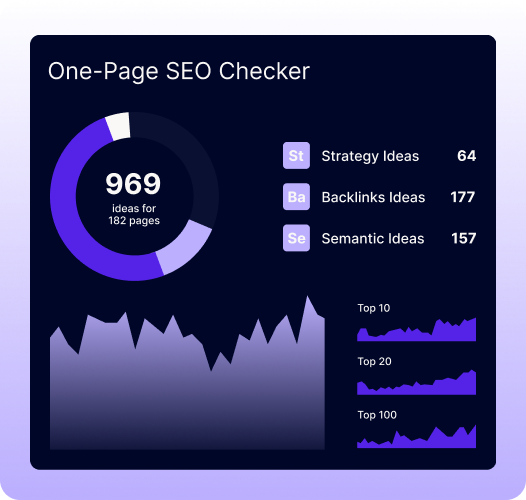 One-Page SEO Checker
969
ideas for
182 pages
St Strategy Ideas 64
Ba Backlinks Ideas 177
Se Semantic Ideas 157
Top 10
Top 20
Top 100